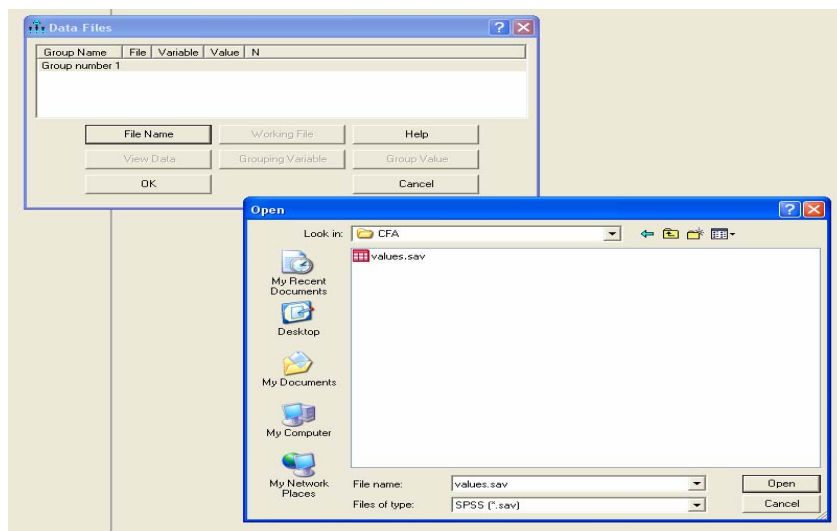 Data Files
Group Name File Variable Value N
Group number 1
File Name Working File Help
View Data Grouping Variable Group Value
OK Cancel
Open
Look in: CFA
values.sav
My Recent
Documents
Desktop
My Documents
My Computer
My Network
Places
File name: values.sav Open
Files of type: SPSS (*.sav) Cancel